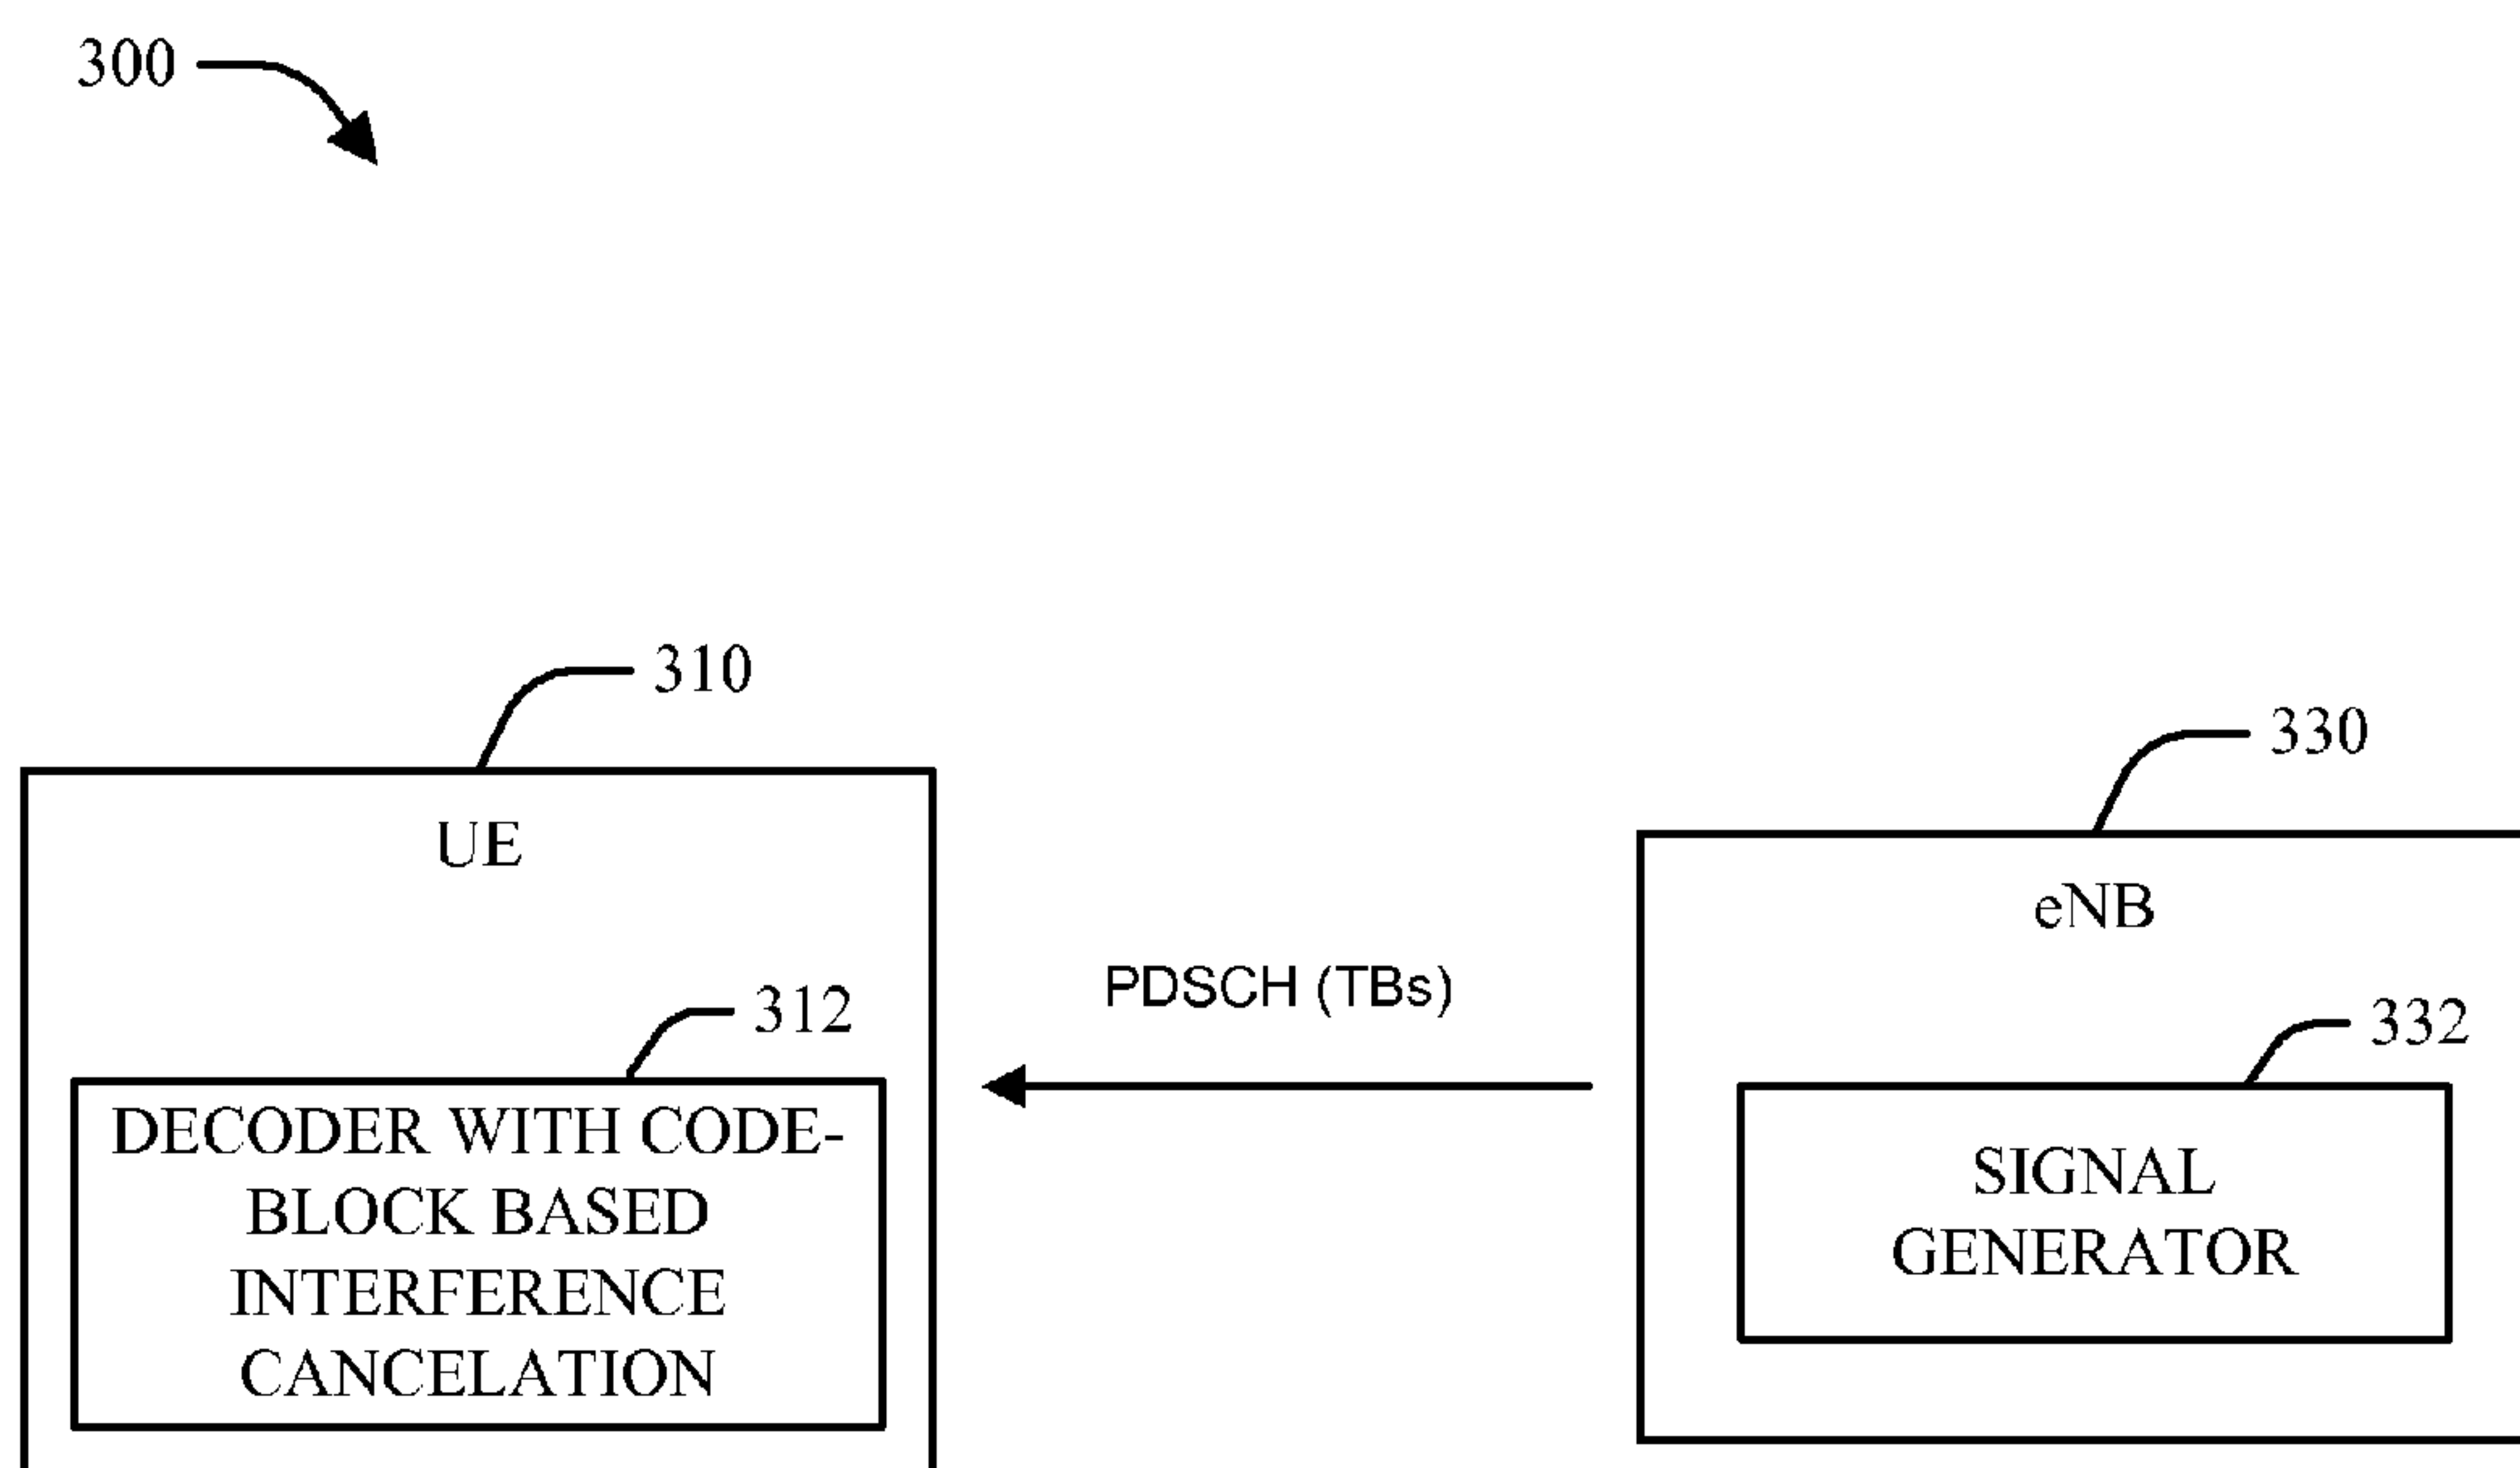 300
310
330
UE
eNB
PDSCH (TBs)
312
332
DECODER WITH CODE-
BLOCK BASED
INTERFERENCE
CANCELATION
SIGNAL
GENERATOR